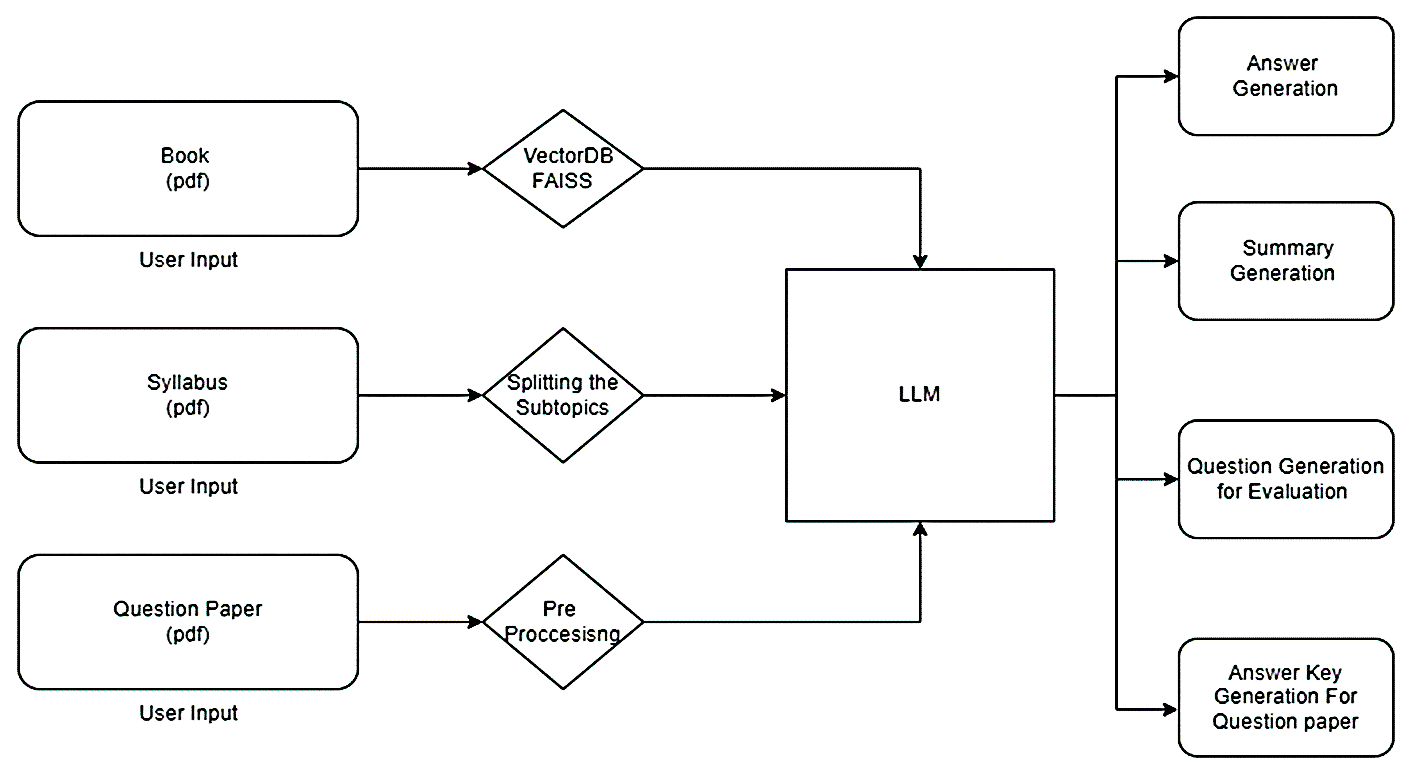 Book
(pdf)
User Input
VectorDB
FAISS
Syllabus
(pdf)
User Input
Splitting the
Subtopics
Question Paper
(pdf)
User Input
Pre
Proccesisng
LLM
Answer
Generation
Summary
Generation
Question Generation
for Evaluation
Answer Key
Generation For
Question paper